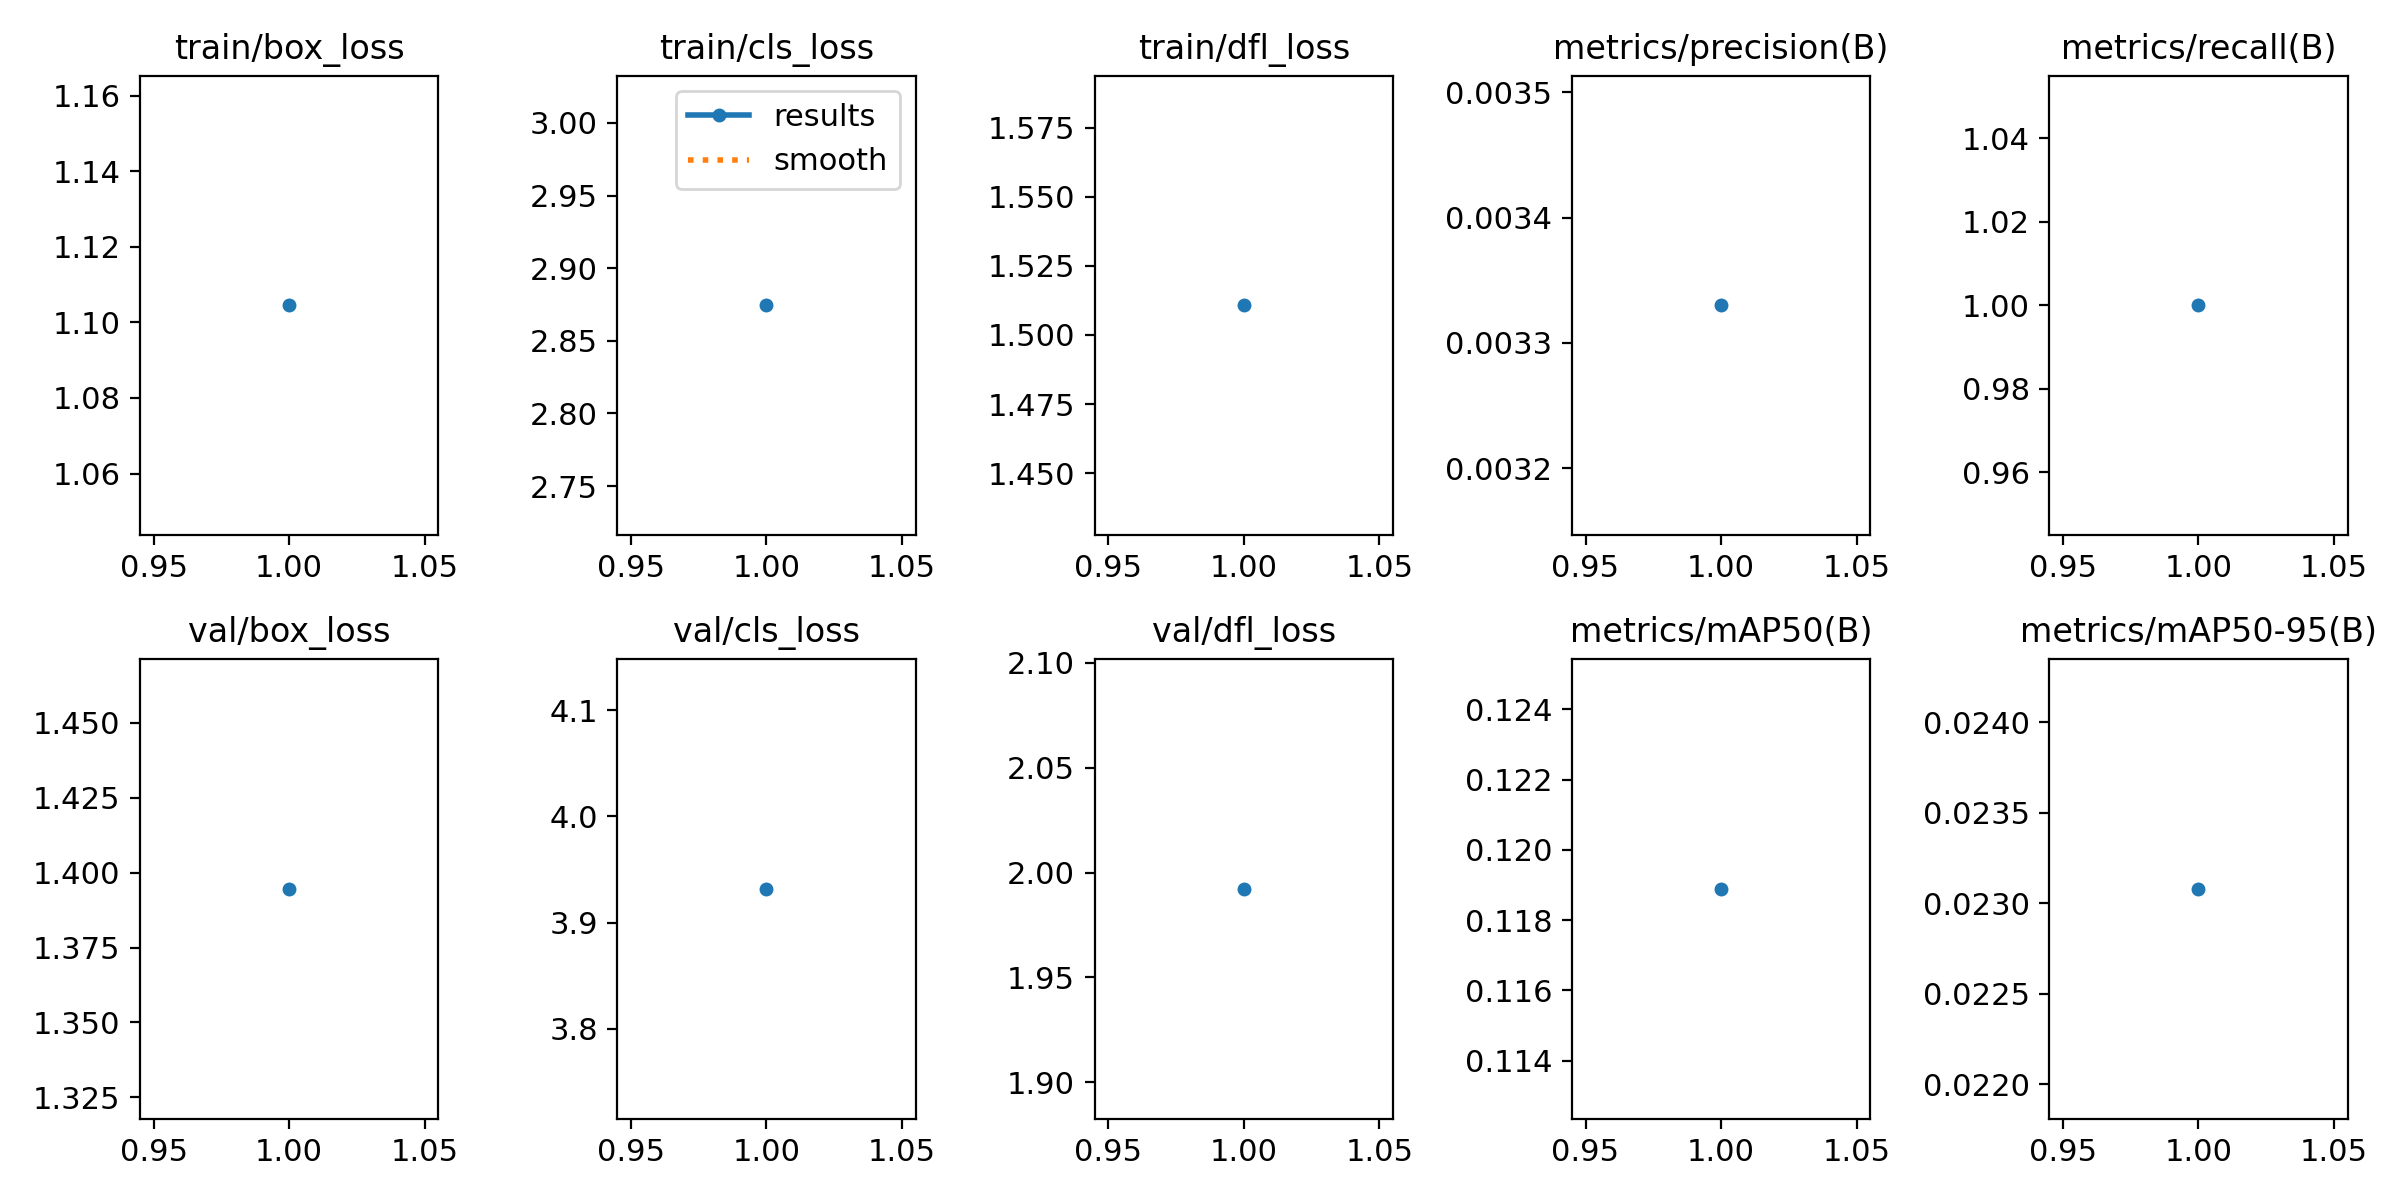 train/box_loss
1.16
1.14
1.12
1.10
1.08
1.06
0.95 1.00 1.05
train/cls_loss
results
smooth
3.00
2.95
2.90
2.85
2.80
2.75
0.95 1.00 1.05
train/dfl_loss
1.575
1.550
1.525
1.500
1.475
1.450
0.95 1.00 1.05
metrics/precision(B)
0.0035
0.0034
0.0033
0.0032
0.95 1.00 1.05
metrics/recall(B)
1.04
1.02
1.00
0.98
0.96
0.95 1.00 1.05
val/box_loss
1.450
1.425
1.400
1.375
1.350
1.325
0.95 1.00 1.05
val/cls_loss
4.1
4.0
3.9
3.8
0.95 1.00 1.05
val/dfl_loss
2.10
2.05
2.00
1.95
1.90
0.95 1.00 1.05
metrics/mAP50(B)
0.124
0.122
0.120
0.118
0.116
0.114
0.95 1.00 1.05
metrics/mAP50-95(B)
0.0240
0.0235
0.0230
0.0225
0.0220
0.95 1.00 1.05